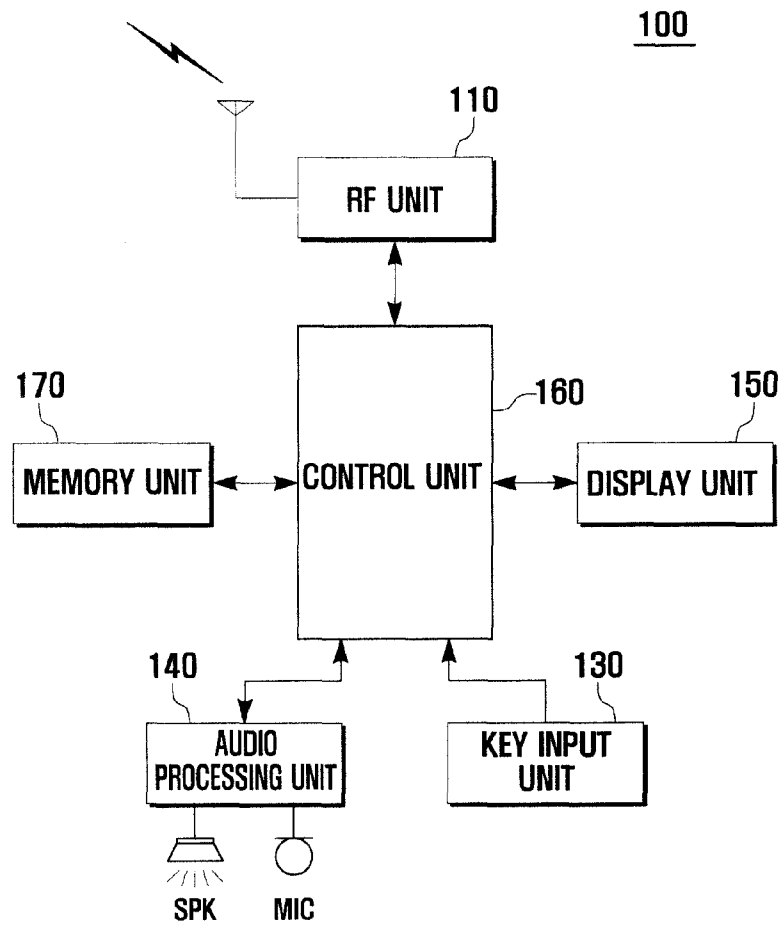 100
110
RF UNIT
170
160
150
MEMORY UNIT
CONTROL UNIT
DISPLAY UNIT
140
130
AUDIO
PROCESSING UNIT
KEY INPUT
UNIT
SPK
MIC